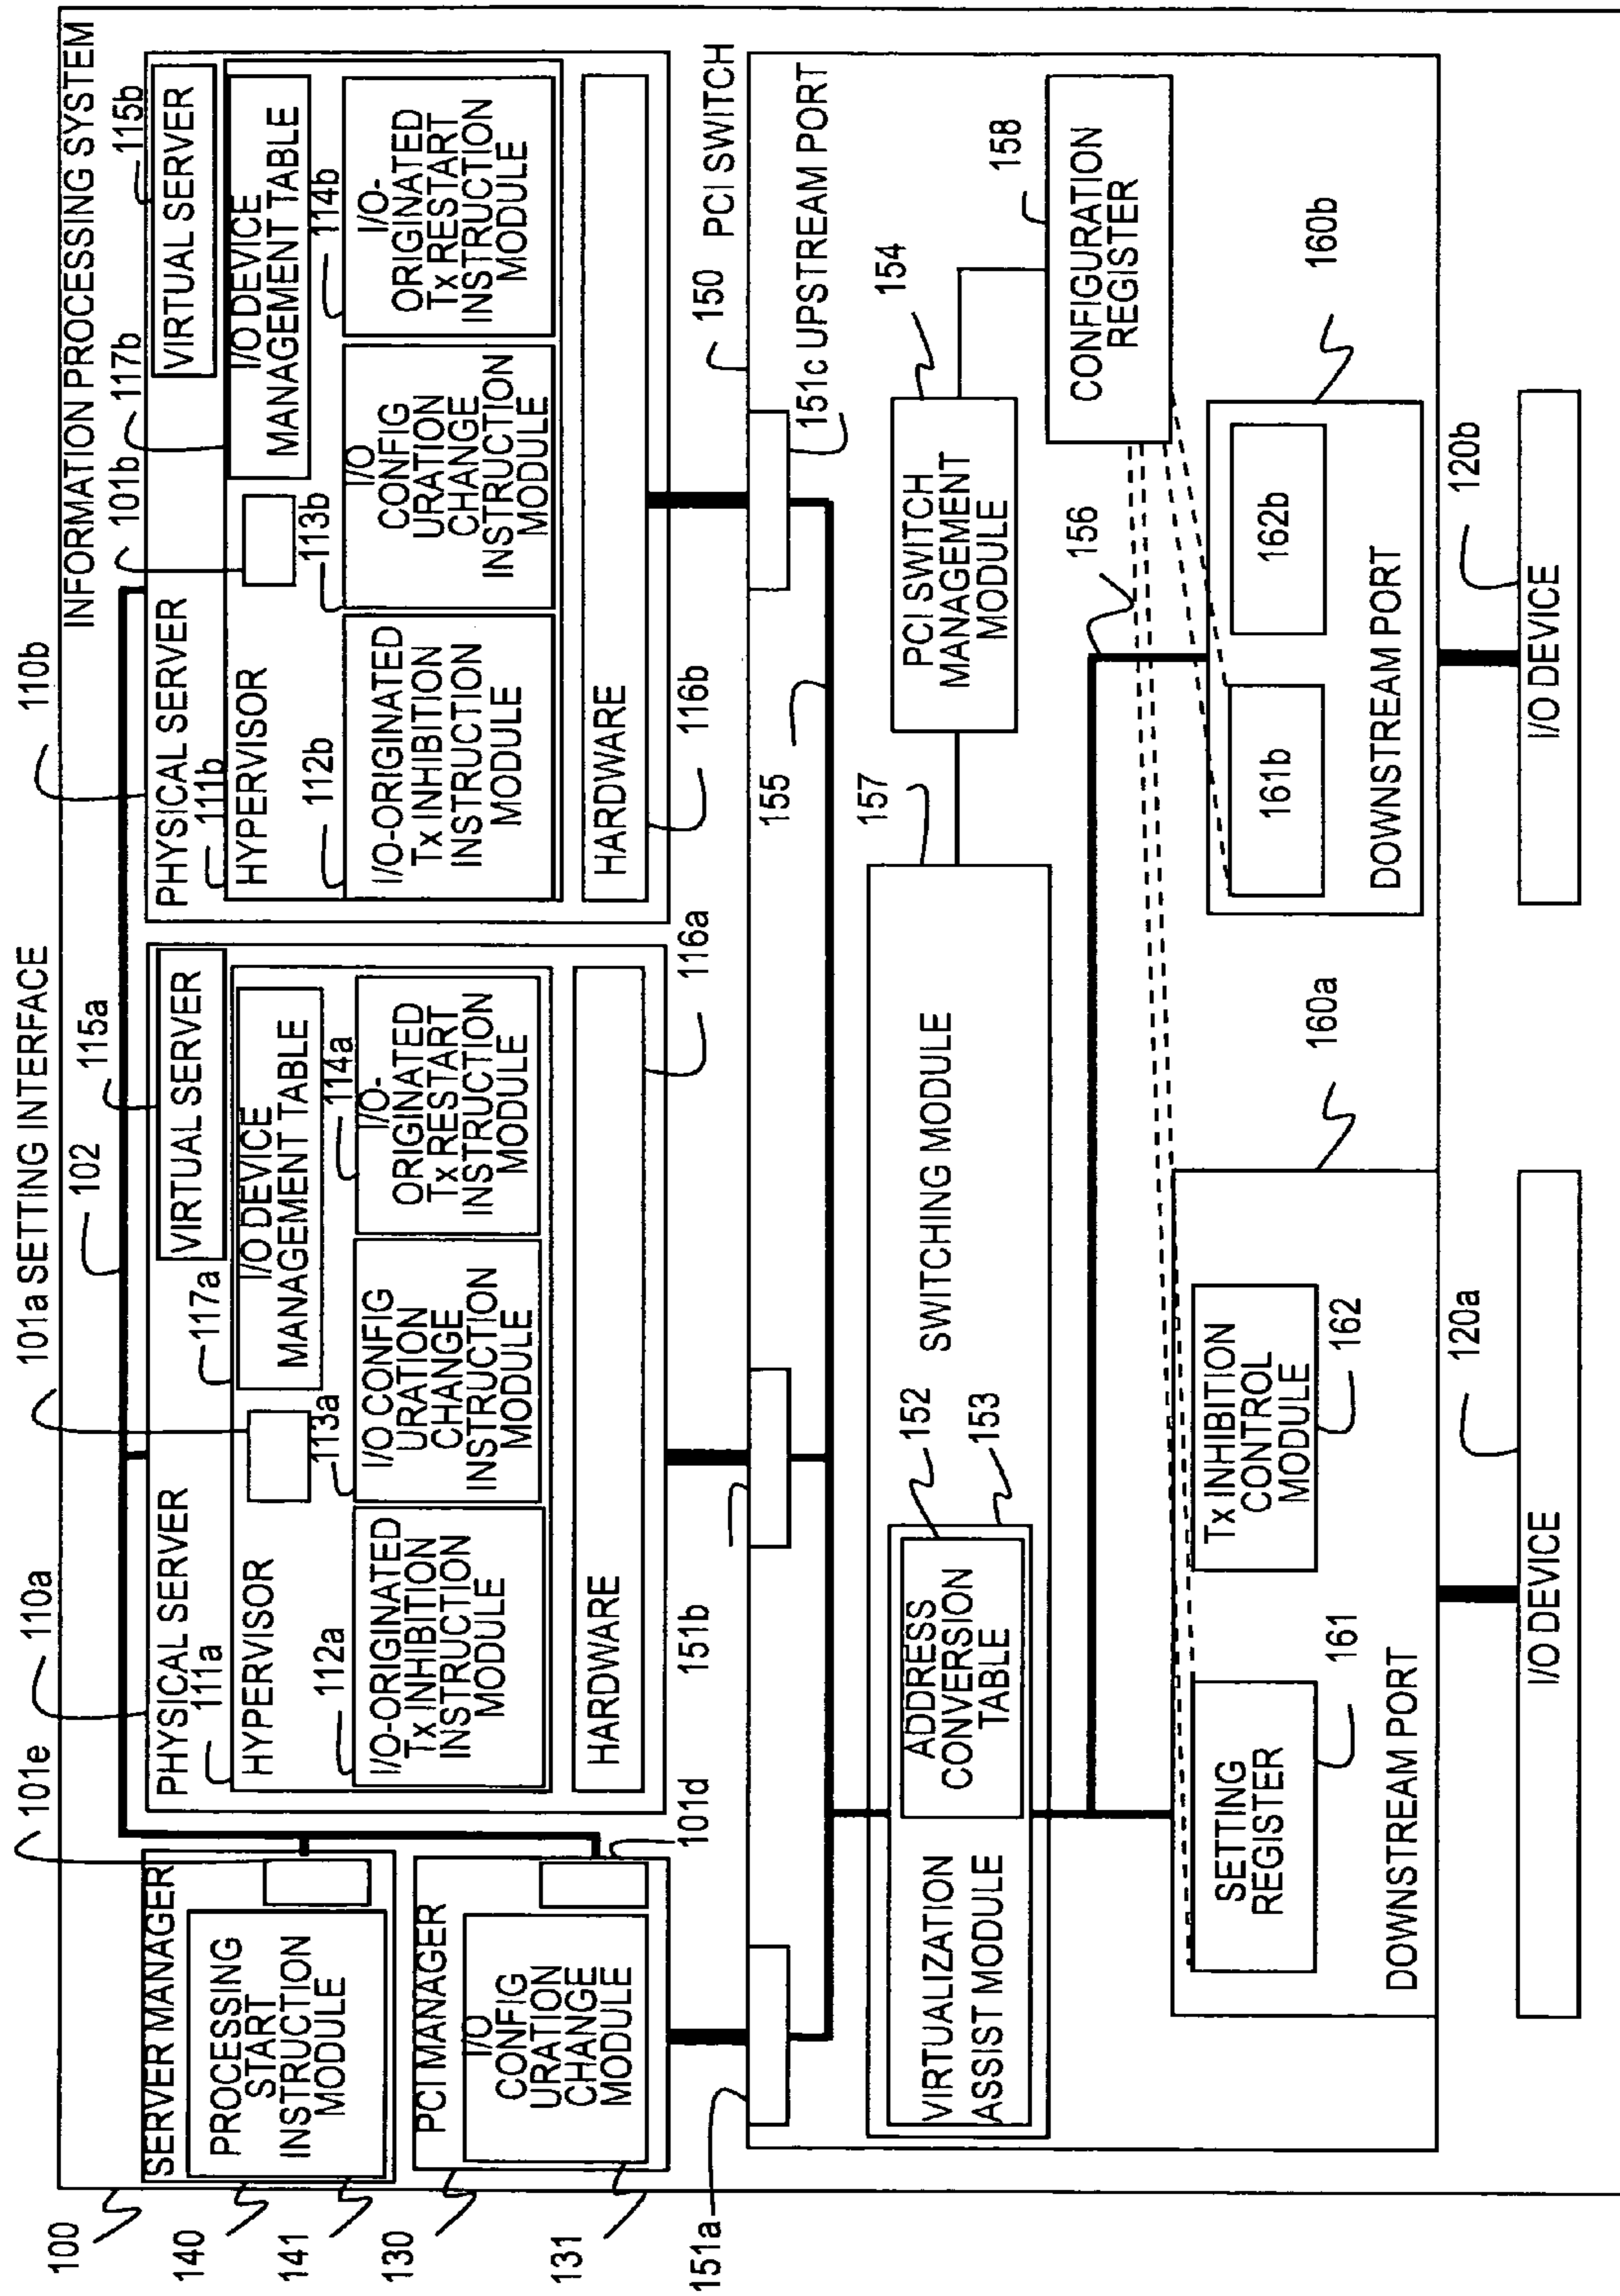 INFORMATION PROCESSING SYSTEM
100
101a SETTING INTERFACE
102
SERVER MANAGER
140
101e
PROCESSING
START
INSTRUCTION
MODULE
141
PCI MANAGER
130
101d
I/O
CONFIG
URATION
CHANGE
MODULE
131
110a
PHYSICAL SERVER
115a
VIRTUAL SERVER
111a
HYPERVISOR
117a
I/O DEVICE
MANAGEMENT TABLE
112a
I/O-ORIGINATED
Tx INHIBITION
INSTRUCTION
MODULE
113a
I/O CONFIG
URATION
CHANGE
INSTRUCTION
MODULE
114a
I/O-
ORIGINATED
Tx RESTART
INSTRUCTION
MODULE
HARDWARE
116a
110b
PHYSICAL SERVER
115b
VIRTUAL SERVER
111b
HYPERVISOR
101b
117b
I/O DEVICE
MANAGEMENT TABLE
112b
I/O-ORIGINATED
Tx INHIBITION
INSTRUCTION
MODULE
113b
I/O
CONFIG
URATION
CHANGE
INSTRUCTION
MODULE
114b
I/O-
ORIGINATED
Tx RESTART
INSTRUCTION
MODULE
HARDWARE
116b
150
PCI SWITCH
151a
151b
151c UPSTREAM PORT
155
157
SWITCHING MODULE
152
153
ADDRESS
CONVERSION
TABLE
VIRTUALIZATION
ASSIST MODULE
154
PCI SWITCH
MANAGEMENT
MODULE
158
CONFIGURATION
REGISTER
156
160a
SETTING
REGISTER
161
Tx INHIBITION
CONTROL
MODULE
162
DOWNSTREAM PORT
160b
161b
162b
DOWNSTREAM PORT
120a
I/O DEVICE
120b
I/O DEVICE